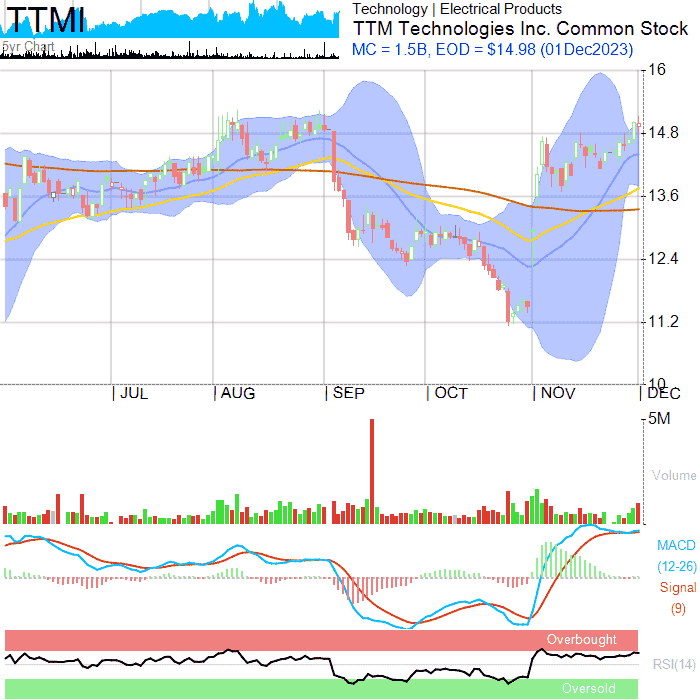 TTMI
5yr Chart
Technology | Electrical Products
TTM Technologies Inc. Common Stock
MC = 1.5B, EOD = $14.98 (01Dec2023)
16
14.8
13.6
12.4
11.2
10
JUL
AUG
SEP
OCT
NOV
DEC
5M
Volume
MACD
(12-26)
Signal
(9)
Overbought
RSI(14)
Oversold